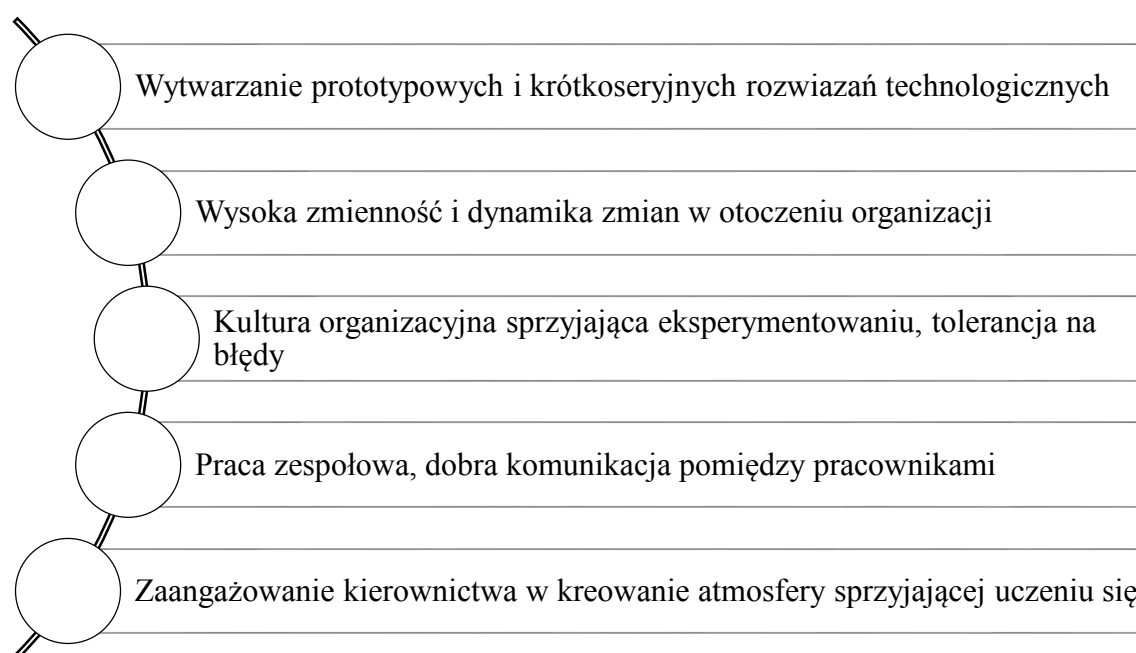 Wytwarzanie prototypowych i krótkoseryjnych rozwiazań technologicznych
Wysoka zmienność i dynamika zmian w otoczeniu organizacji
Kultura organizacyjna sprzyjająca eksperymentowaniu, tolerancja na
błędy
Praca zespołowa, dobra komunikacja pomiędzy pracownikami
Zaangażowanie kierownictwa w kreowanie atmosfery sprzyjającej uczeniu się